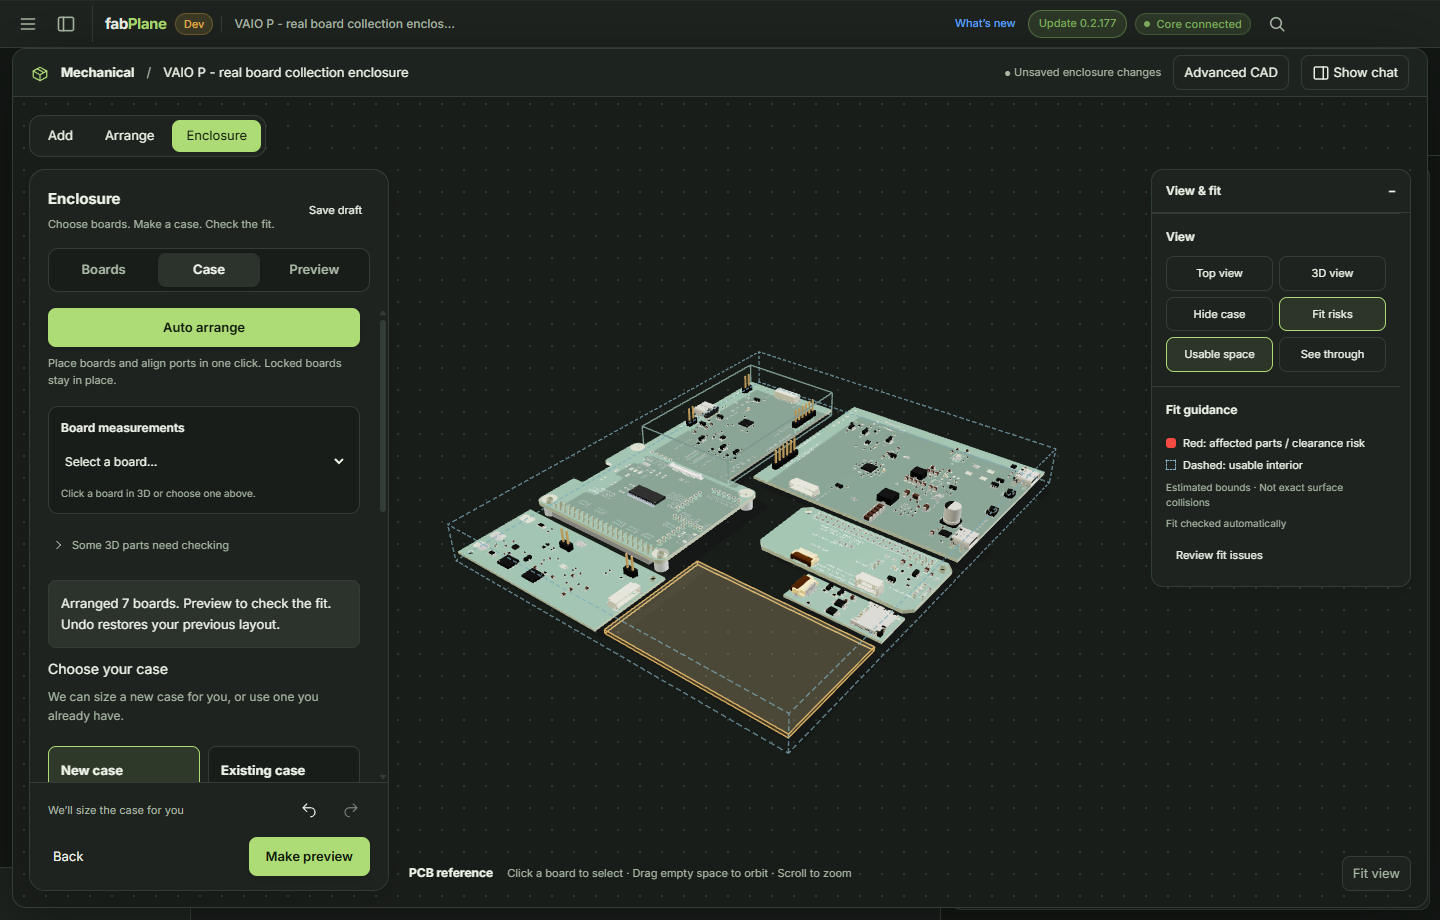 fabPlane
Dev
VAIO P - real board collection enclos...
What's new
Update 0.2.177
Core connected
Mechanical / VAIO P - real board collection enclosure
Unsaved enclosure changes
Advanced CAD
Show chat
Add
Arrange
Enclosure
Enclosure
Choose boards. Make a case. Check the fit.
Save draft
Boards
Case
Preview
Auto arrange
Place boards and align ports in one click. Locked boards
stay in place.
Board measurements
Select a board...
Click a board in 3D or choose one above.
Some 3D parts need checking
Arranged 7 boards. Preview to check the fit.
Undo restores your previous layout.
Choose your case
We can size a new case for you, or use one you
already have.
New case
Existing case
We'll size the case for you
Back
Make preview
PCB reference
Click a board to select · Drag empty space to orbit · Scroll to zoom
View & fit
View
Top view
3D view
Hide case
Fit risks
Usable space
See through
Fit guidance
Red: affected parts / clearance risk
Dashed: usable interior
Estimated bounds · Not exact surface
collisions
Fit checked automatically
Review fit issues
Fit view